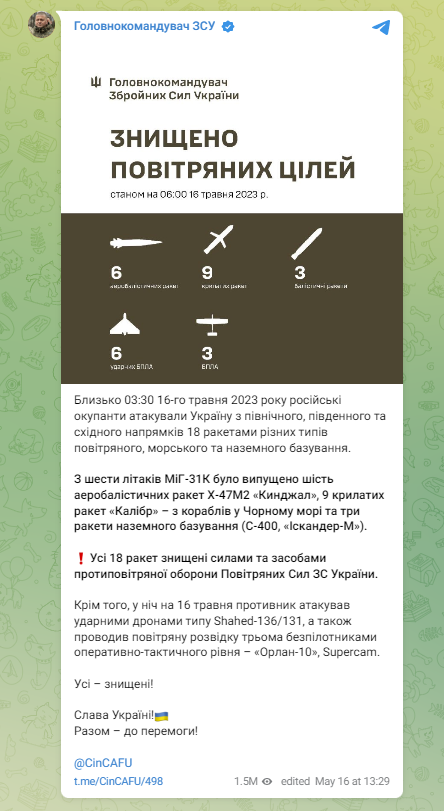 Головнокомандувач ЗСУ
Головнокомандувач
Збройних Сил України
ЗНИЩЕНО
ПОВІТРЯНИХ ЦІЛЕЙ
станом на 06:00 16 травня 2023 р.
6 9 3
аеробалістичних ракет крилатих ракет балістичні ракети
6 3
ударних БПЛА БПЛА
Близько 03:30 16-го травня 2023 року російські
окупанти атакували Україну з північного, південного та
східного напрямків 18 ракетами різних типів
повітряного, морського та наземного базування.
З шести літаків МіГ-31К було випущено шість
аеробалістичних ракет Х-47М2 «Кинджал», 9 крилатих
ракет «Калібр» – з кораблів у Чорному морі та три
ракети наземного базування (С-400, «Іскандер-М»).
❗ Усі 18 ракет знищені силами та засобами
протиповітряної оборони Повітряних Сил ЗС України.
Крім того, у ніч на 16 травня противник атакував
ударними дронами типу Shahed-136/131, а також
проводив повітряну розвідку трьома безпілотниками
оперативно-тактичного рівня – «Орлан-10», Supercam.
Усі – знищені!
Слава Україні!🇺🇦
Разом – до перемоги!
@CinCAFU
t.me/CinCAFU/498 1.5M edited May 16 at 13:29